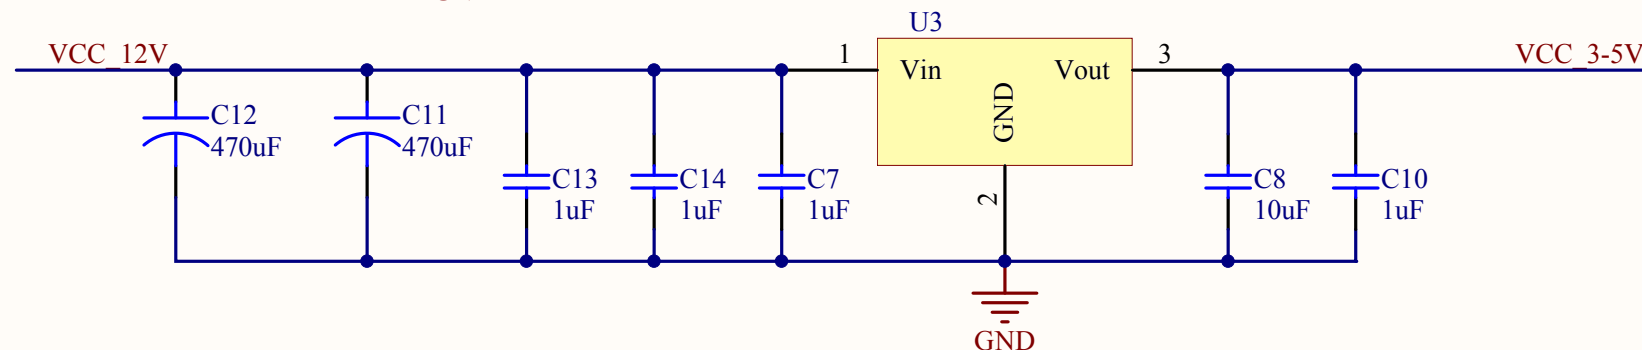 U3
VCC_12V
1
Vin
Vout
GND
3
VCC_3-5V
C12
470uF
C11
470uF
C13
1uF
C14
1uF
C7
1uF
2
C8
10uF
C10
1uF
GND